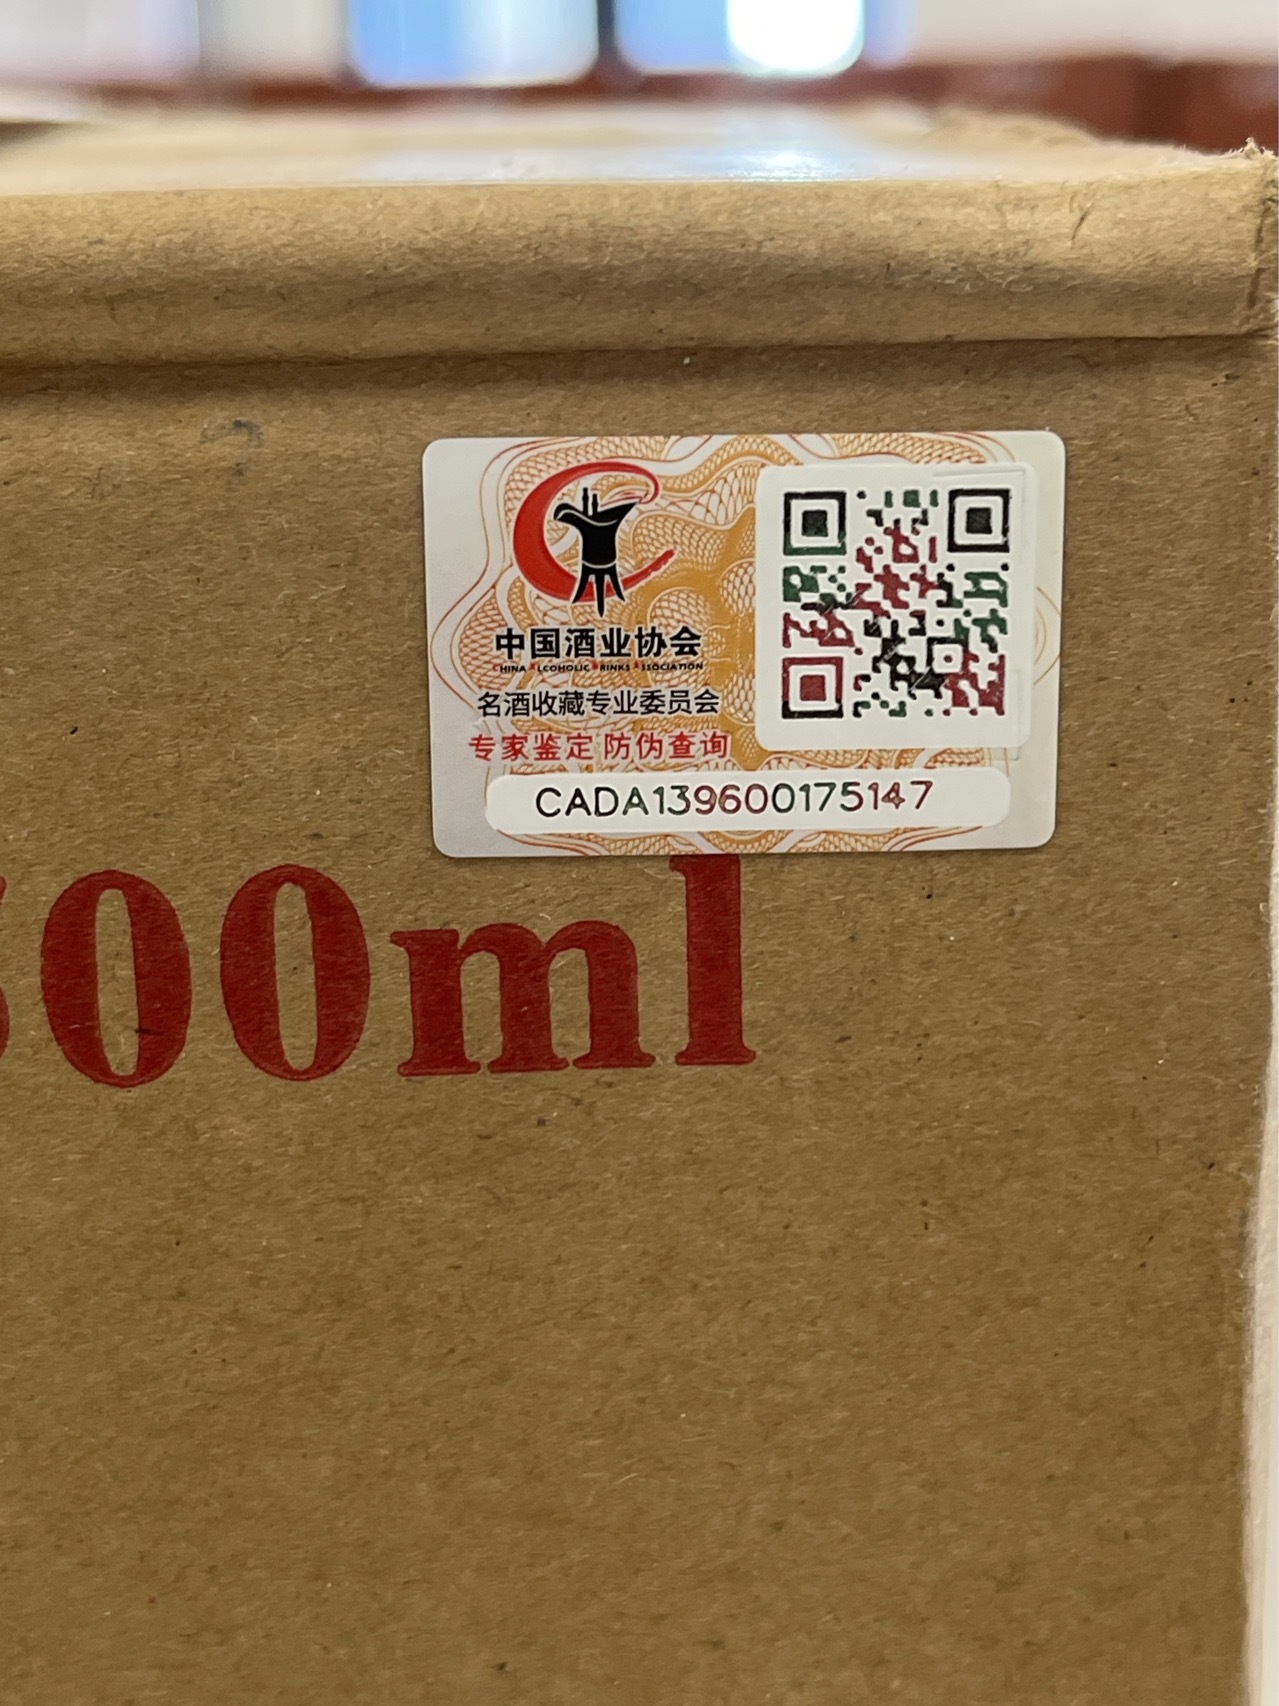 中国酒业协会
CHINA ALCOHOLIC DRINKS ASSOCIATION
名酒收藏专业委员会
专家鉴定 防伪查询
CADA139600175147
00ml